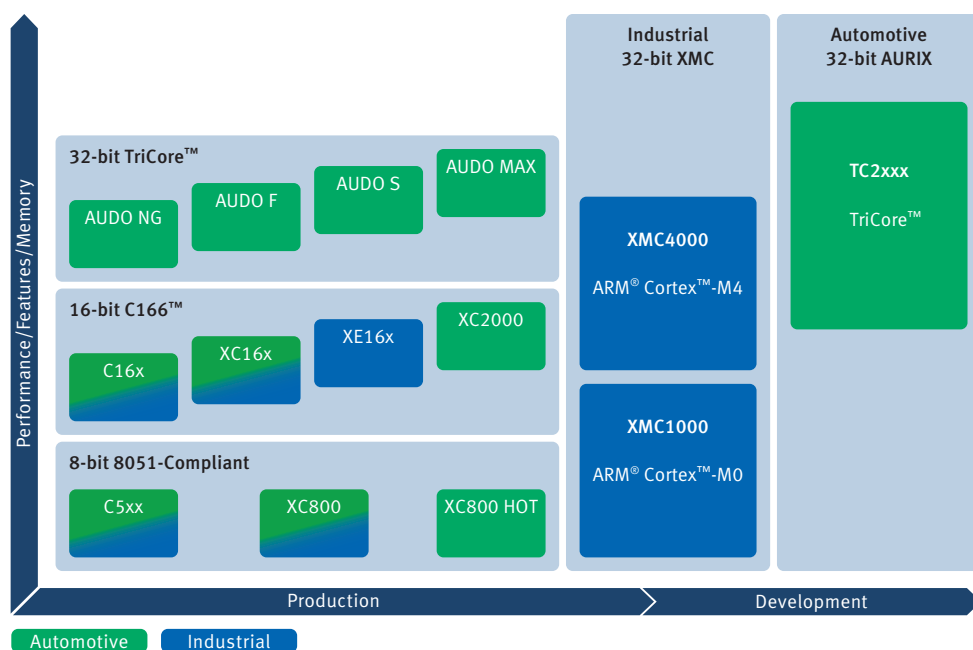 Performance/Features/Memory
Industrial
32-bit XMC
Automotive
32-bit AURIX
32-bit TriCore™
AUDO NG
AUDO F
AUDO S
AUDO MAX
TC2xxx
TriCore™
XMC4000
ARM® Cortex™-M4
16-bit C166™
C16x
XC16x
XE16x
XC2000
XMC1000
ARM® Cortex™-M0
8-bit 8051-Compliant
C5xx
XC800
XC800 HOT
Production
Development
Automotive
Industrial